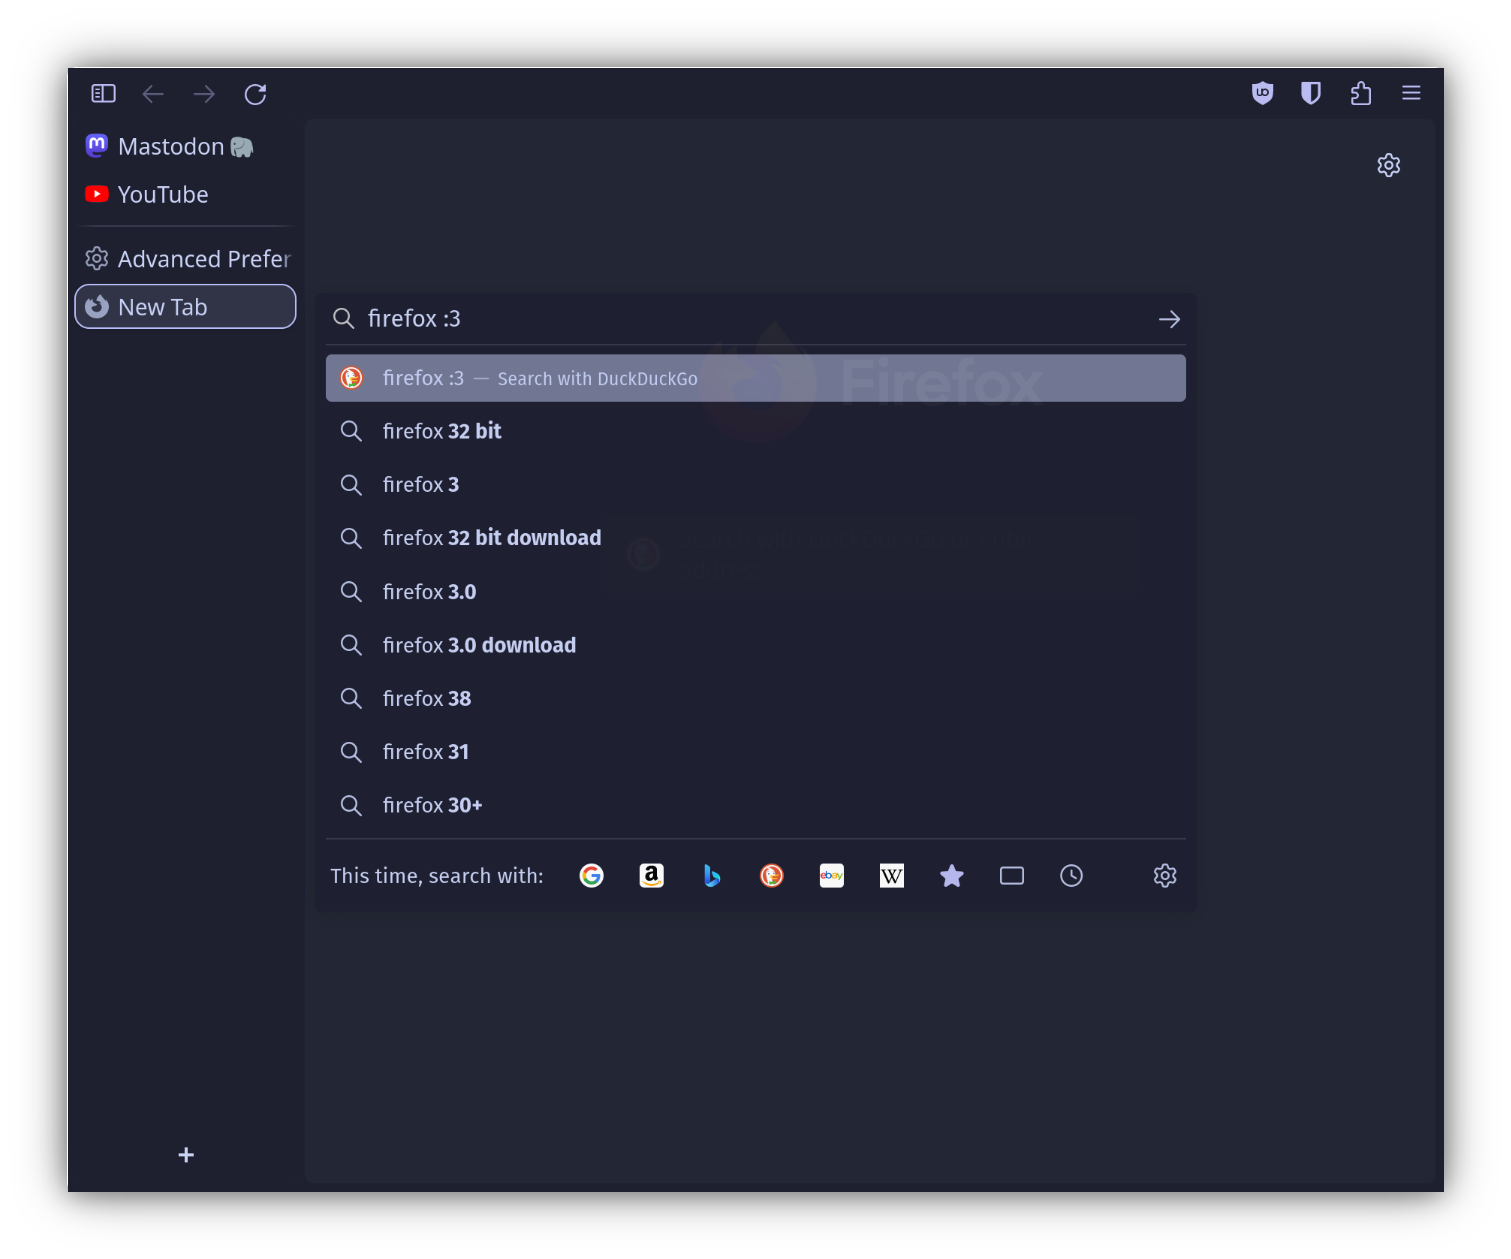 Mastodon 🐘
YouTube
Advanced Prefer
New Tab
firefox :3
firefox :3 — Search with DuckDuckGo
Firefox
firefox 32 bit
firefox 3
firefox 32 bit download
firefox 3.0
firefox 3.0 download
firefox 38
firefox 31
firefox 30+
This time, search with: